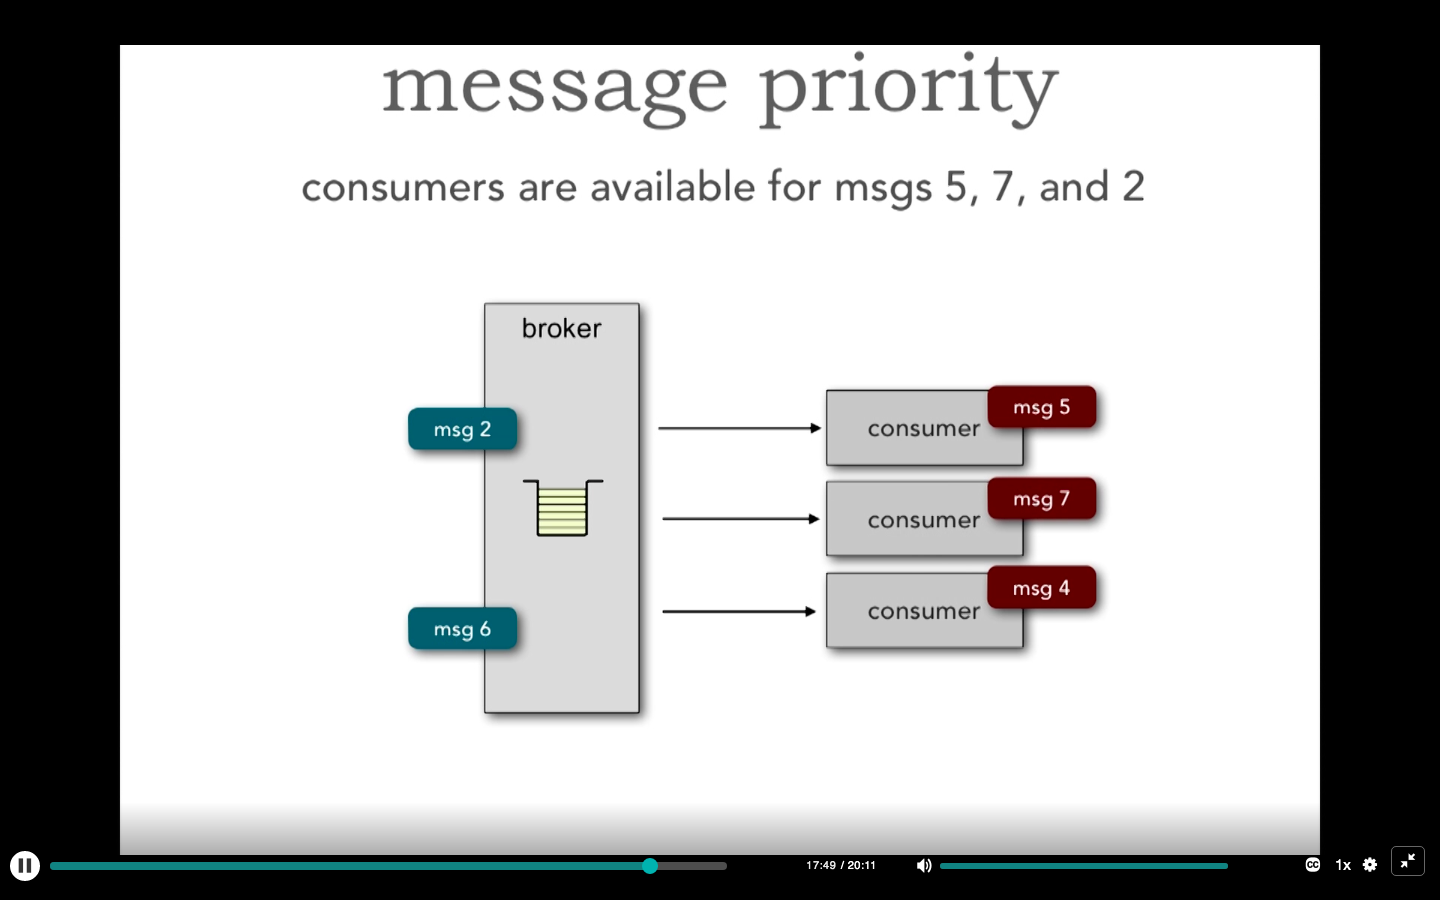 message priority
consumers are available for msgs 5, 7, and 2
broker
msg 2
msg 6
consumer
msg 5
consumer
msg 7
consumer
msg 4
17:49 / 20:11
CC
1x